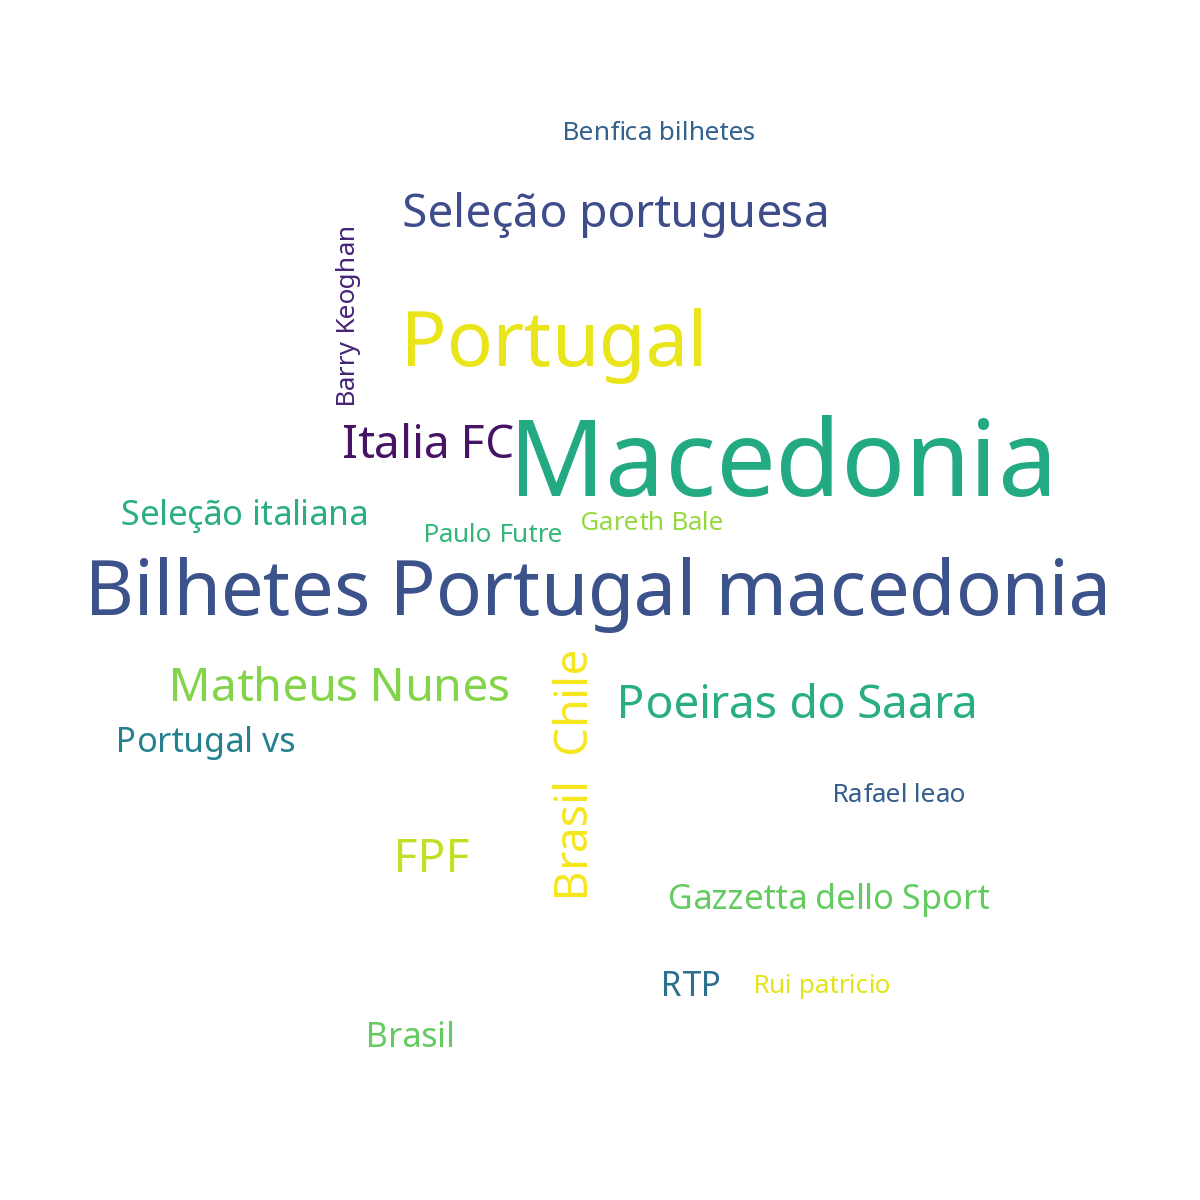 Benfica bilhetes
Seleção portuguesa
Barry Keoghan
Portugal
Italia FC
Macedonia
Seleção italiana
Paulo Futre
Gareth Bale
Bilhetes Portugal macedonia
Matheus Nunes
Brasil Chile
Poeiras do Saara
Portugal vs
Rafael leao
FPF
Gazzetta dello Sport
RTP
Rui patricio
Brasil